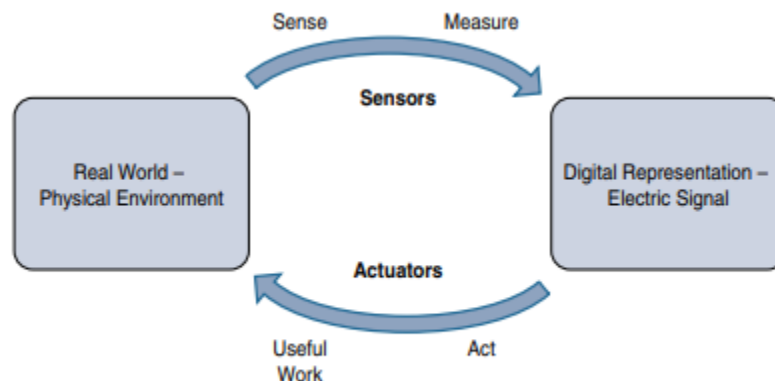 Sense
Measure
Sensors
Real World –
Physical Environment
Digital Representation –
Electric Signal
Actuators
Useful
Work
Act